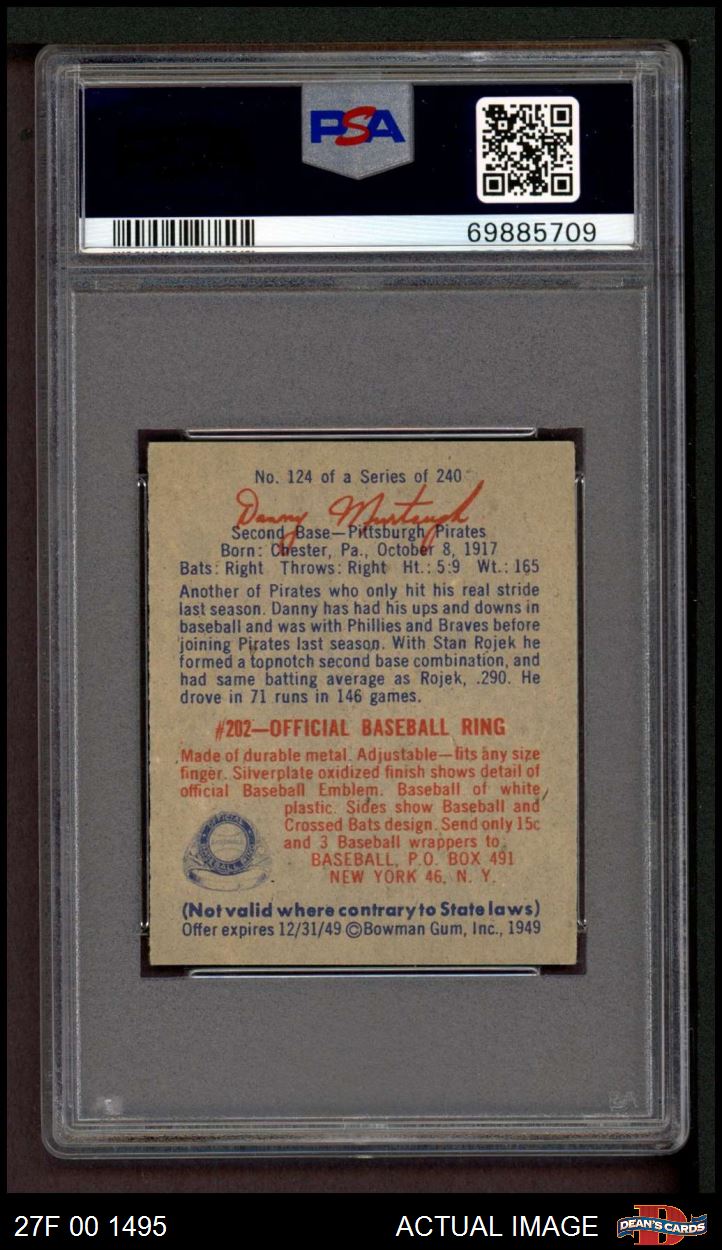 PSA
69885709
No. 124 of a Series of 240
Danny Murtaugh
Second Base—Pittsburgh Pirates
Born: Chester, Pa., October 8, 1917
Bats: Right Throws: Right Ht.: 5:9 Wt.: 165
Another of Pirates who only hit his real stride
last season. Danny has had his ups and downs in
baseball and was with Phillies and Braves before
joining Pirates last season. With Stan Rojek he
formed a topnotch second base combination, and
had same batting average as Rojek, .290. He
drove in 71 runs in 146 games.
#202—OFFICIAL BASEBALL RING
Made of durable metal. Adjustable—fits any size
finger. Silverplate oxidized finish shows detail of
official Baseball Emblem. Baseball of white
plastic. Sides show Baseball and
Crossed Bats design. Send only 15c
and 3 Baseball wrappers to
BASEBALL, P.O. BOX 491
NEW YORK 46, N. Y.
OFFICIAL
BASEBALL RING
(Not valid where contrary to State laws)
Offer expires 12/31/49 ©Bowman Gum, Inc., 1949
27F 00 1495
ACTUAL IMAGE
DEAN'S CARDS